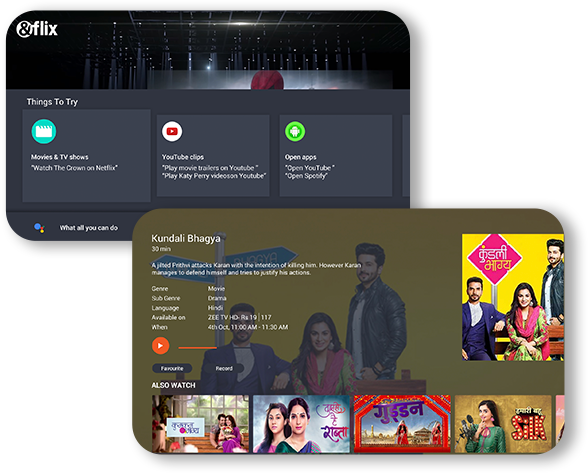 &flix
Things To Try
Movies & TV shows
"Watch The Crown on Netflix"
YouTube clips
"Play movie trailers on Youtube "
"Play Katy Perry videoson Youtube"
Open apps
"Open YouTube "
"Open Spotify"
What all you can do
Kundali Bhagya
30 min
A jilted Prithvi attacks Karan with the intention of killing him. However Karan
manages to defend himself and tries to justify his actions.
Genre Movie
Sub Genre Drama
Language Hindi
Available on ZEE TV HD- Rs 19 | 117
When 4th Oct, 11:00 AM - 11:30 AM
Favourite Record
कुंडली
भाग्य
ALSO WATCH
कुमकुम
भाग्य
तुझसे
है
राब्ता
गुड्डन
हमारी बहू